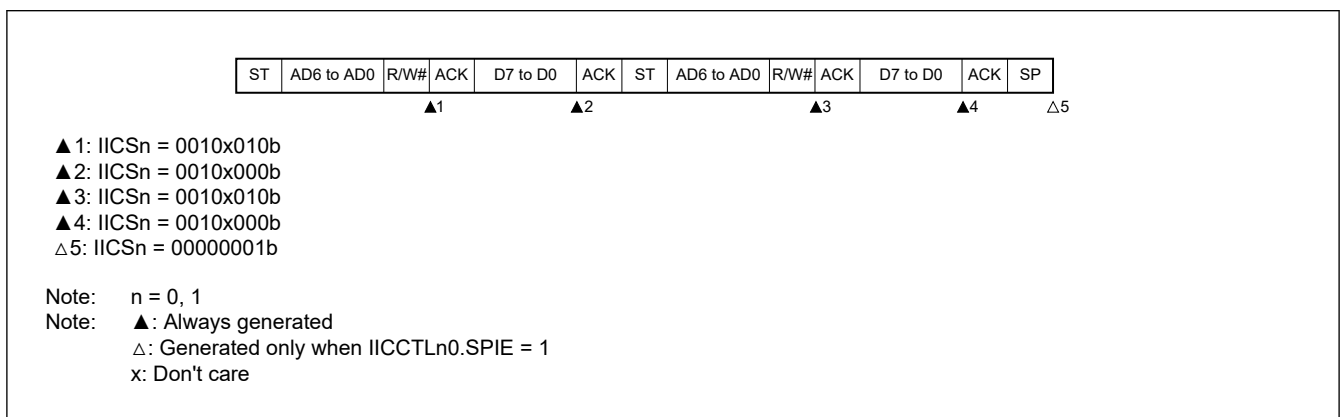 ST AD6 to AD0 R/W# ACK D7 to D0 ACK ST AD6 to AD0 R/W# ACK D7 to D0 ACK SP
▲1 ▲2 ▲3 ▲4 △5
▲1: IICSn = 0010x010b
▲2: IICSn = 0010x000b
▲3: IICSn = 0010x010b
▲4: IICSn = 0010x000b
△5: IICSn = 00000001b
Note: n = 0, 1
Note: ▲: Always generated
△: Generated only when IICCTLn0.SPIE = 1
x: Don't care